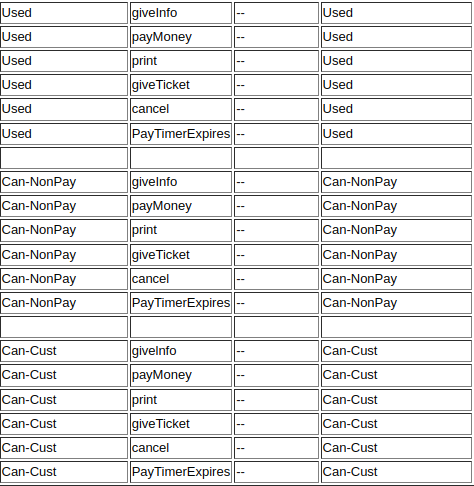 Used giveInfo -- Used
Used payMoney -- Used
Used print -- Used
Used giveTicket -- Used
Used cancel -- Used
Used PayTimerExpires -- Used
Can-NonPay giveInfo -- Can-NonPay
Can-NonPay payMoney -- Can-NonPay
Can-NonPay print -- Can-NonPay
Can-NonPay giveTicket -- Can-NonPay
Can-NonPay cancel -- Can-NonPay
Can-NonPay PayTimerExpires -- Can-NonPay
Can-Cust giveInfo -- Can-Cust
Can-Cust payMoney -- Can-Cust
Can-Cust print -- Can-Cust
Can-Cust giveTicket -- Can-Cust
Can-Cust cancel -- Can-Cust
Can-Cust PayTimerExpires -- Can-Cust